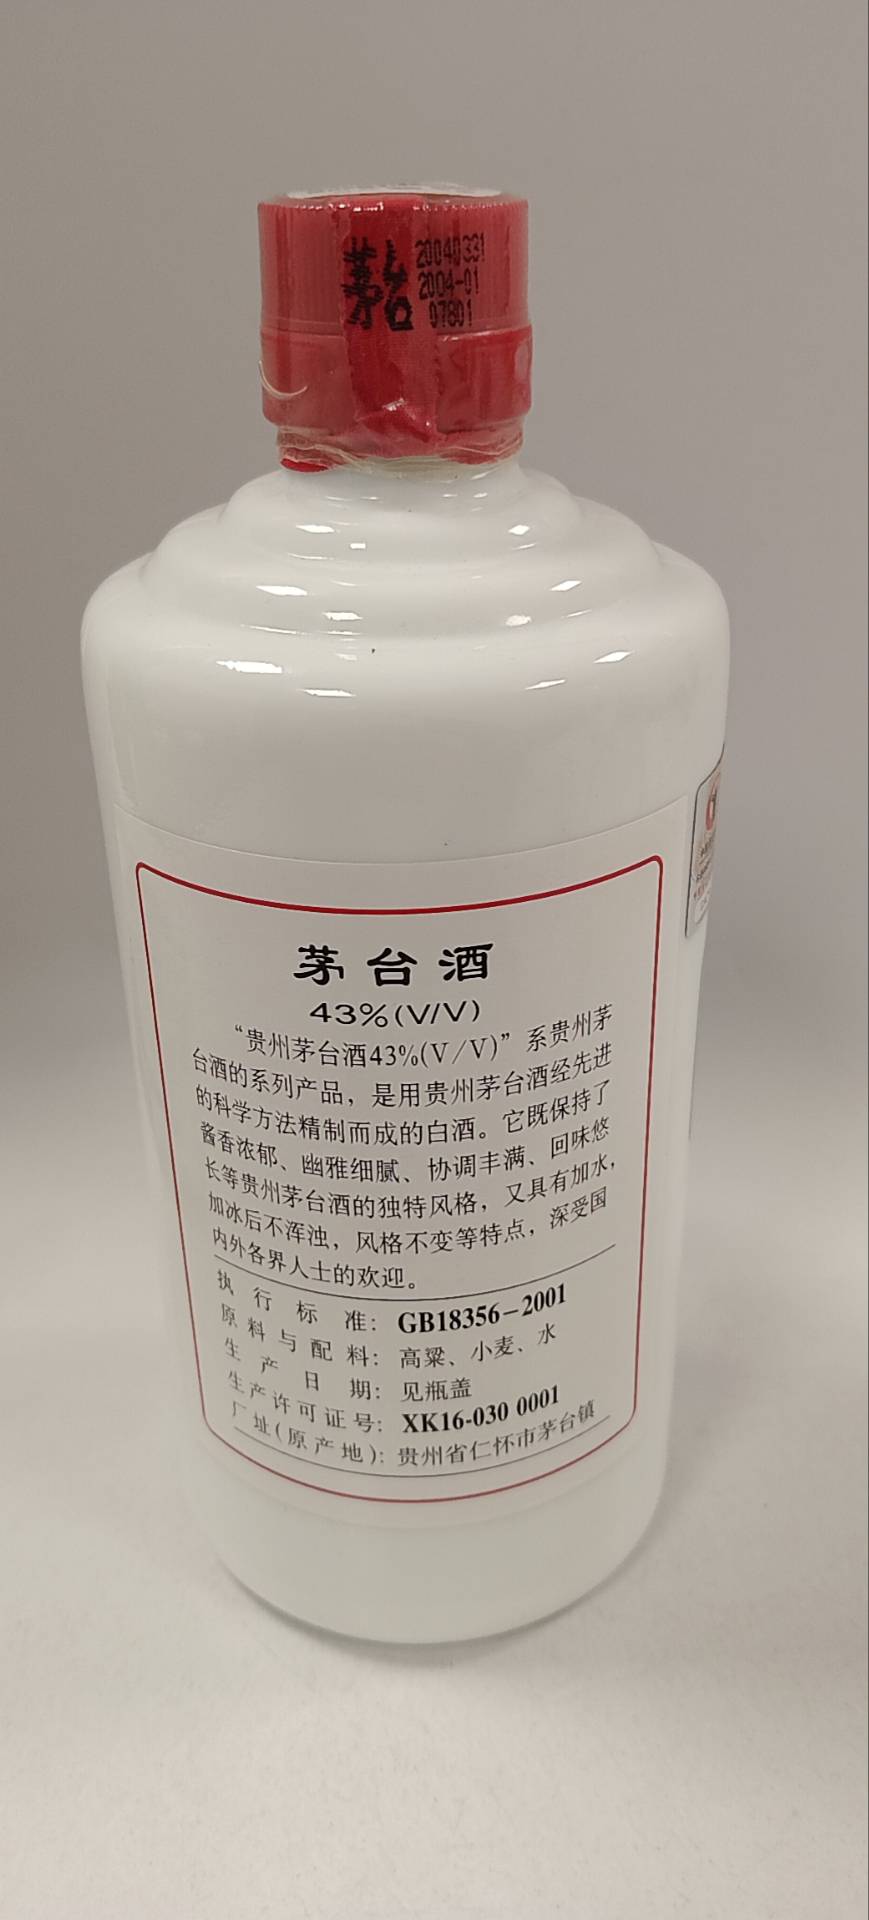 茅台
20040331
2004-01
07801
茅台酒
43%(V/V)
“贵州茅台酒43%(V/V)”系贵州茅
台酒的系列产品，是用贵州茅台酒经先进
的科学方法精制而成的白酒。它既保持了
酱香浓郁、幽雅细腻、协调丰满、回味悠
长等贵州茅台酒的独特风格，又具有加水，
加冰后不浑浊，风格不变等特点，深受国
内外各界人士的欢迎。
执行标准：GB18356-2001
原料与配料：高粱、小麦、水
生产日期：见瓶盖
生产许可证号：XK16-030 0001
厂址(原产地)：贵州省仁怀市茅台镇